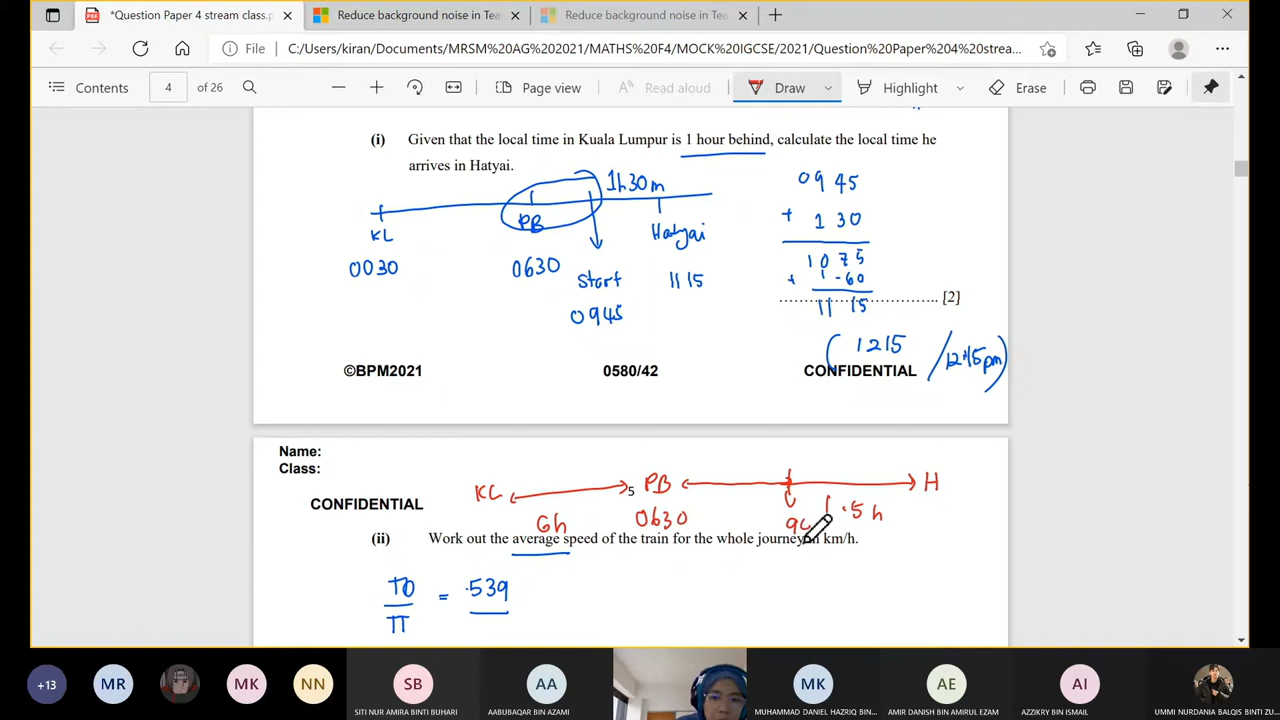 *Question Paper 4 stream class.p
Reduce background noise in Tea
Reduce background noise in Tea
File
C:/Users/kiran/Documents/MRSM%20AG%202021/MATHS%20F4/MOCK%20IGCSE/2021/Question%20Paper%204%20strea...
Contents
4
of 26
Page view
Read aloud
Draw
Highlight
Erase
(i) Given that the local time in Kuala Lumpur is 1 hour behind, calculate the local time he
arrives in Hatyai.
1h30m
KL
PB
Hatyai
0030
0630
Start
1115
0945
0945
+ 130
1075
+ 1-60
1115
[2]
(1215 /12:15pm)
©BPM2021
0580/42
CONFIDENTIAL
Name:
Class:
CONFIDENTIAL
5
KL
PB
H
6h
0630
1.5h
(ii) Work out the average speed of the train for the whole journey in km/h.
TD
TT
= 539
+13
MR
MK
NN
SB
AA
MK
AE
AI
SITI NUR AMIRA BINTI BUHARI
AABUBAQAR BIN AZAMI
MUHAMMAD DANIEL HAZRIQ BIN...
AMIR DANISH BIN AMIRUL EZAM
AZZIKRY BIN ISMAIL
UMMI NURDANIA BALQIS BINTI ZU...